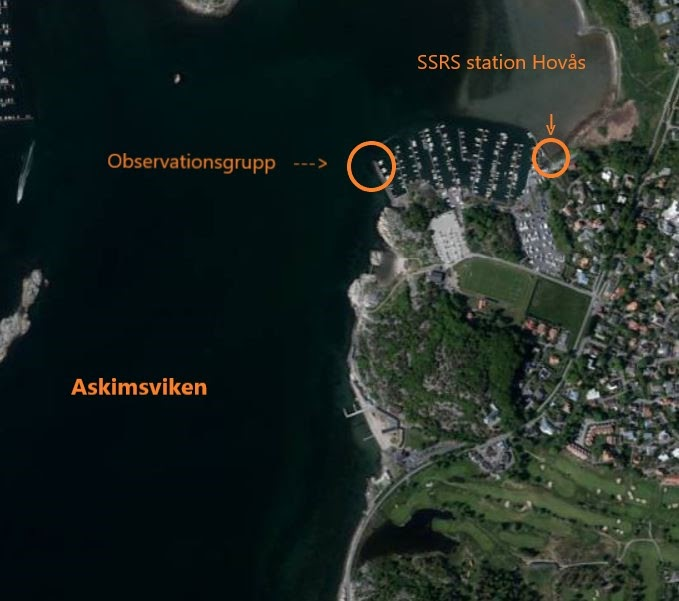 SSRS station Hovås
Observationsgrupp --->
Askimsviken